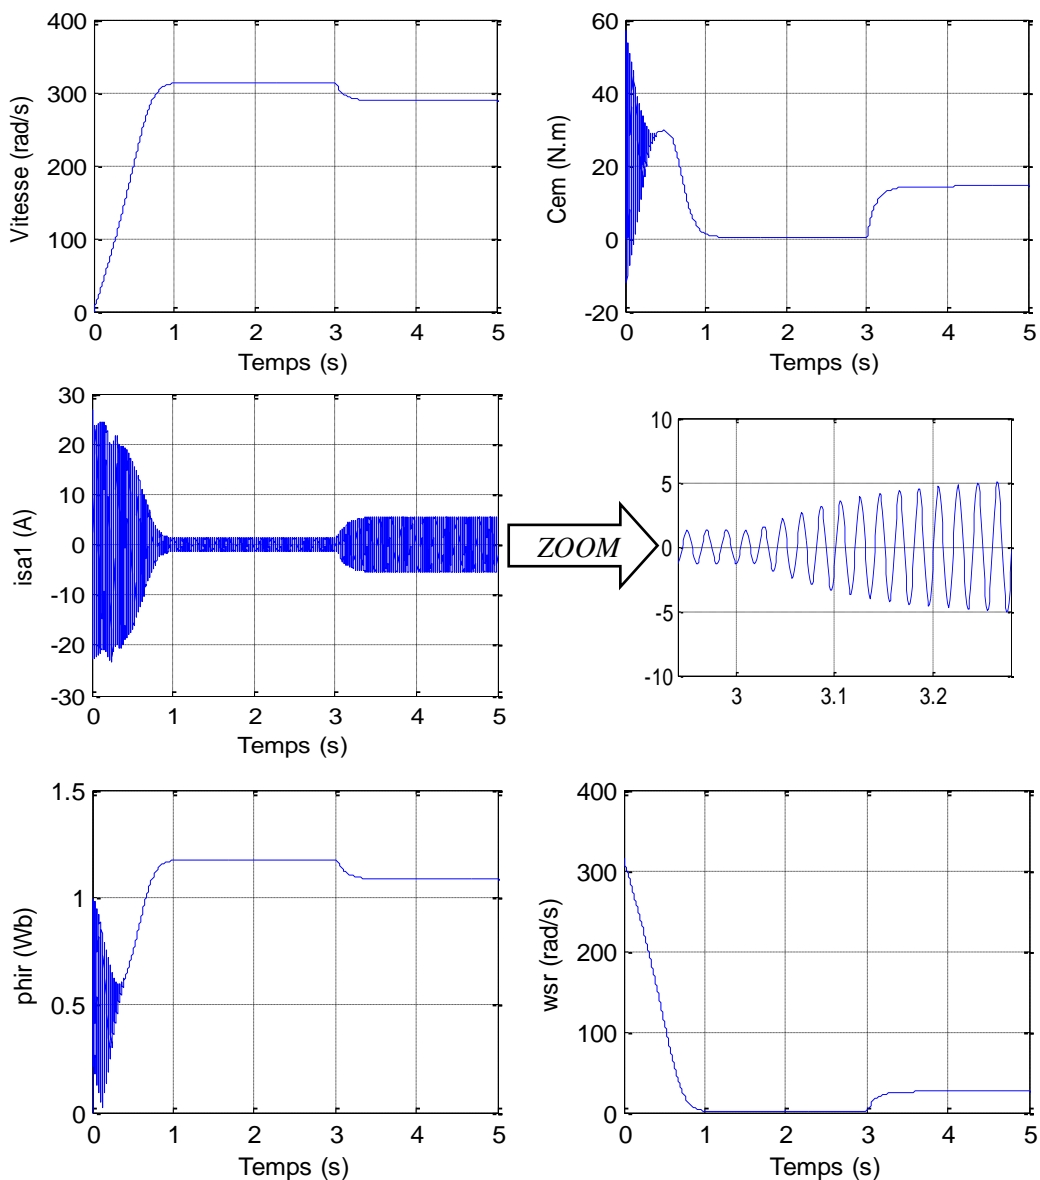 400
300
200
100
0
Vitesse (rad/s)
0 1 2 3 4 5
Temps (s)
60
40
20
0
-20
Cem (N.m)
0 1 2 3 4 5
Temps (s)
30
20
10
0
-10
-20
-30
isa1 (A)
0 1 2 3 4 5
Temps (s)
ZOOM
10
5
0
-5
-10
3 3.1 3.2
1.5
1
0.5
0
phir (Wb)
0 1 2 3 4 5
Temps (s)
400
300
200
100
0
wsr (rad/s)
0 1 2 3 4 5
Temps (s)